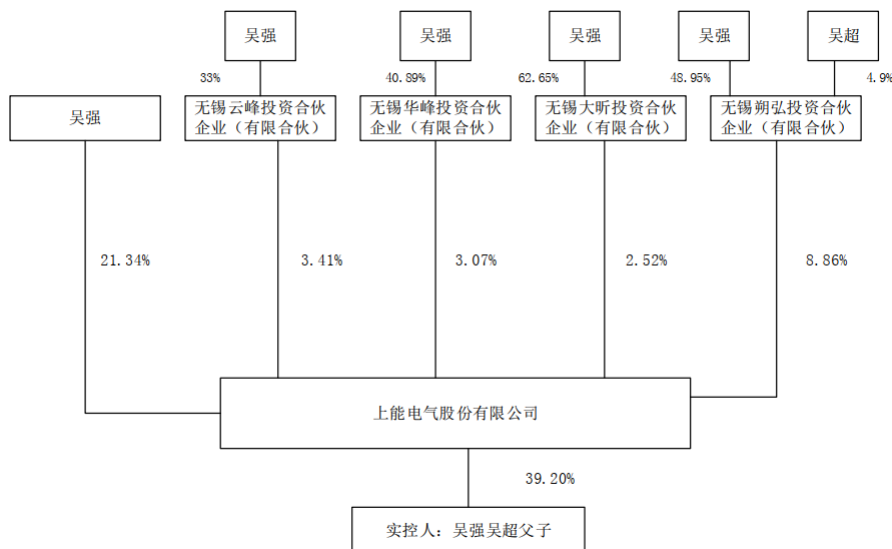 吴强
吴强
吴强
吴强
吴超
33%
40.89%
62.65%
48.95%
4.9%
吴强
无锡云峰投资合伙
企业（有限合伙）
无锡华峰投资合伙
企业（有限合伙）
无锡大昕投资合伙
企业（有限合伙）
无锡朔弘投资合伙
企业（有限合伙）
21.34%
3.41%
3.07%
2.52%
8.86%
上能电气股份有限公司
39.20%
实控人：吴强吴超父子